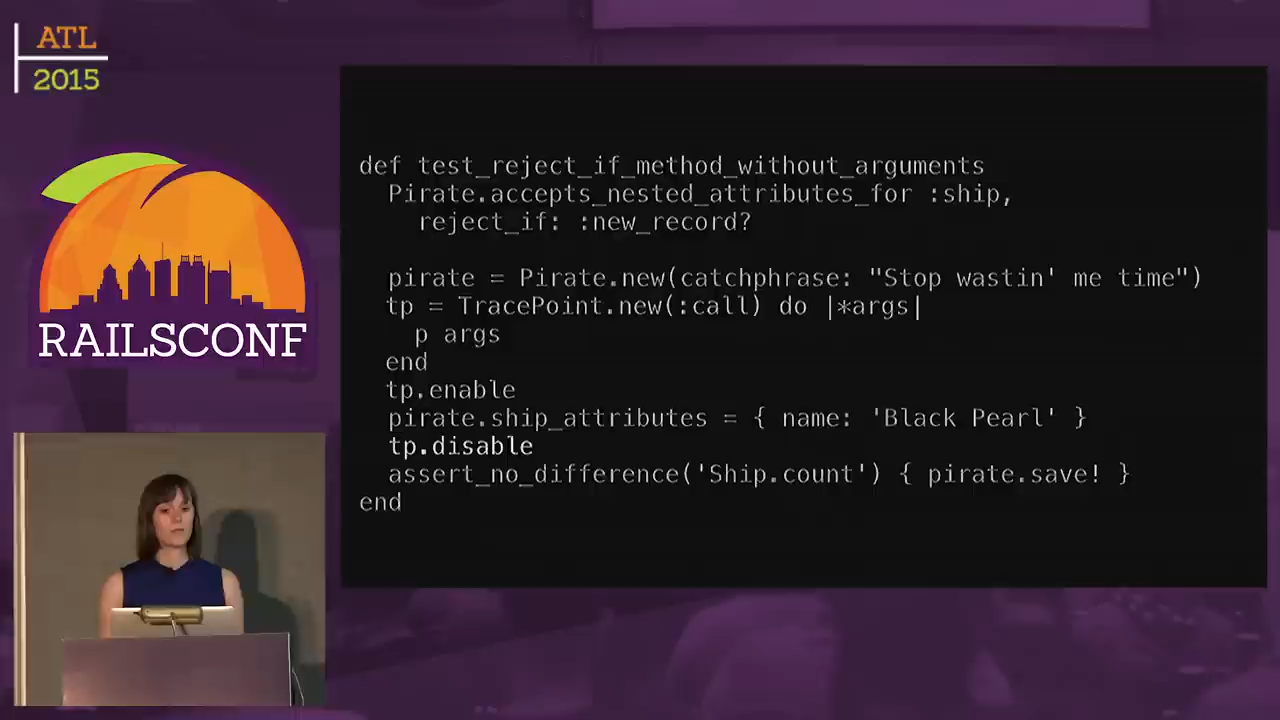 ATL
2015
RAILSCONF
def test_reject_if_method_without_arguments
  Pirate.accepts_nested_attributes_for :ship,
    reject_if: :new_record?

  pirate = Pirate.new(catchphrase: "Stop wastin' me time")
  tp = TracePoint.new(:call) do |*args|
    p args
  end
  tp.enable
  pirate.ship_attributes = { name: 'Black Pearl' }
  tp.disable
  assert_no_difference('Ship.count') { pirate.save! }
end